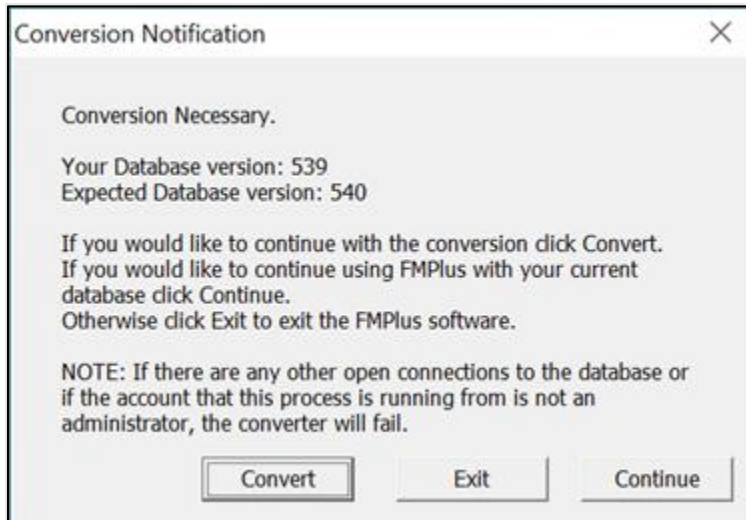 Conversion Notification
Conversion Necessary.
Your Database version: 539
Expected Database version: 540
If you would like to continue with the conversion click Convert.
If you would like to continue using FMPlus with your current
database click Continue.
Otherwise click Exit to exit the FMPlus software.
NOTE: If there are any other open connections to the database or
if the account that this process is running from is not an
administrator, the converter will fail.
Convert Exit Continue